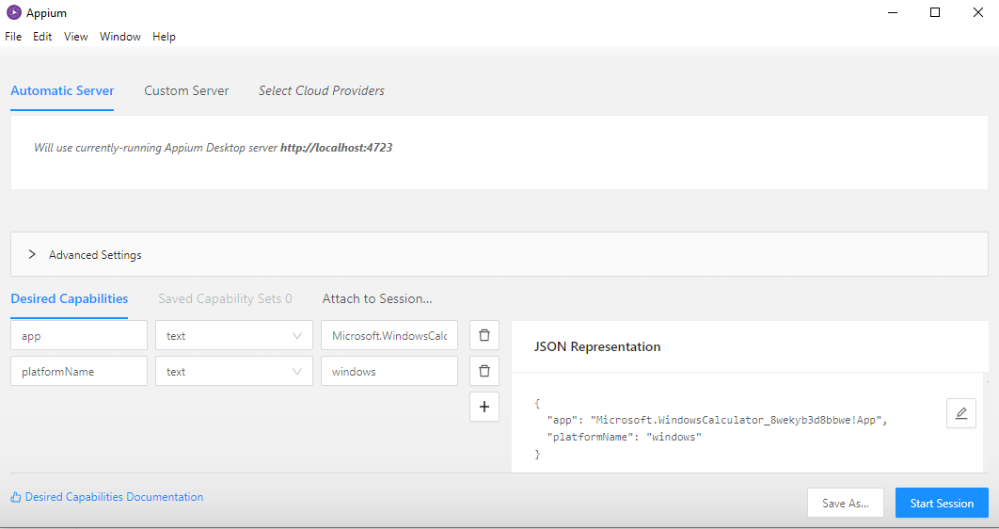 Appium
File Edit View Window Help
Automatic Server Custom Server Select Cloud Providers
Will use currently-running Appium Desktop server http://localhost:4723
Advanced Settings
Desired Capabilities Saved Capability Sets 0 Attach to Session...
app text Microsoft.WindowsCalc
JSON Representation
platformName text windows
{
"app": "Microsoft.WindowsCalculator_8wekyb3d8bbwe!App",
"platformName": "windows"
}
Desired Capabilities Documentation
Save As... Start Session